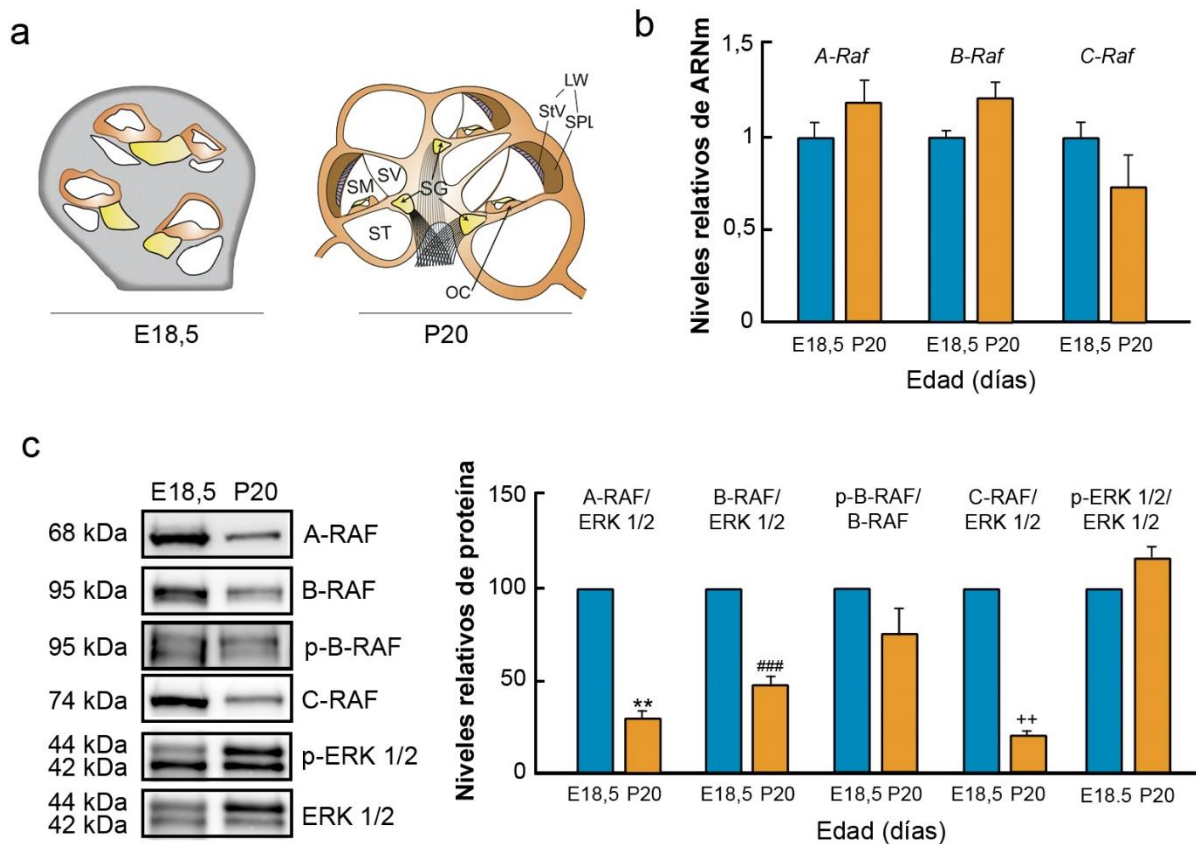 a
LW
StV
SPL
SM
SV
SG
ST
OC
E18,5
P20
b
Niveles relativos de ARNm
1,5
1
0,5
0
A-Raf
B-Raf
C-Raf
E18,5 P20
E18,5 P20
E18,5 P20
Edad (días)
c
E18,5 P20
68 kDa A-RAF
95 kDa B-RAF
95 kDa p-B-RAF
74 kDa C-RAF
44 kDa
42 kDa
p-ERK 1/2
44 kDa
42 kDa
ERK 1/2
Niveles relativos de proteína
150
100
50
0
A-RAF/
ERK 1/2
B-RAF/
ERK 1/2
p-B-RAF/
B-RAF
C-RAF/
ERK 1/2
p-ERK 1/2/
ERK 1/2
**
###
++
E18,5 P20
E18,5 P20
E18,5 P20
E18,5 P20
E18.5 P20
Edad (días)